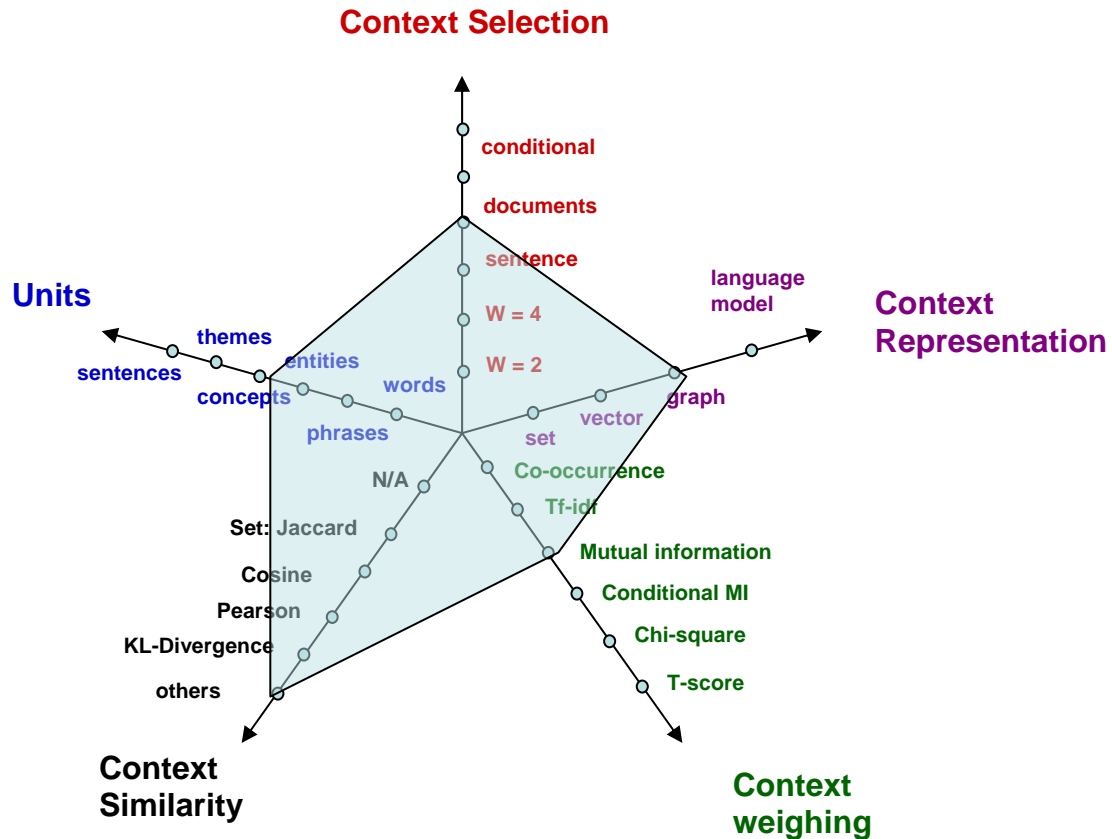 Context Selection
conditional
documents
sentence
W = 4
W = 2
Units
themes
sentences
entities
concepts
words
phrases
language
model
Context
Representation
graph
vector
set
N/A
Set: Jaccard
Cosine
Pearson
KL-Divergence
others
Context
Similarity
Co-occurrence
Tf-idf
Mutual information
Conditional MI
Chi-square
T-score
Context
weighing